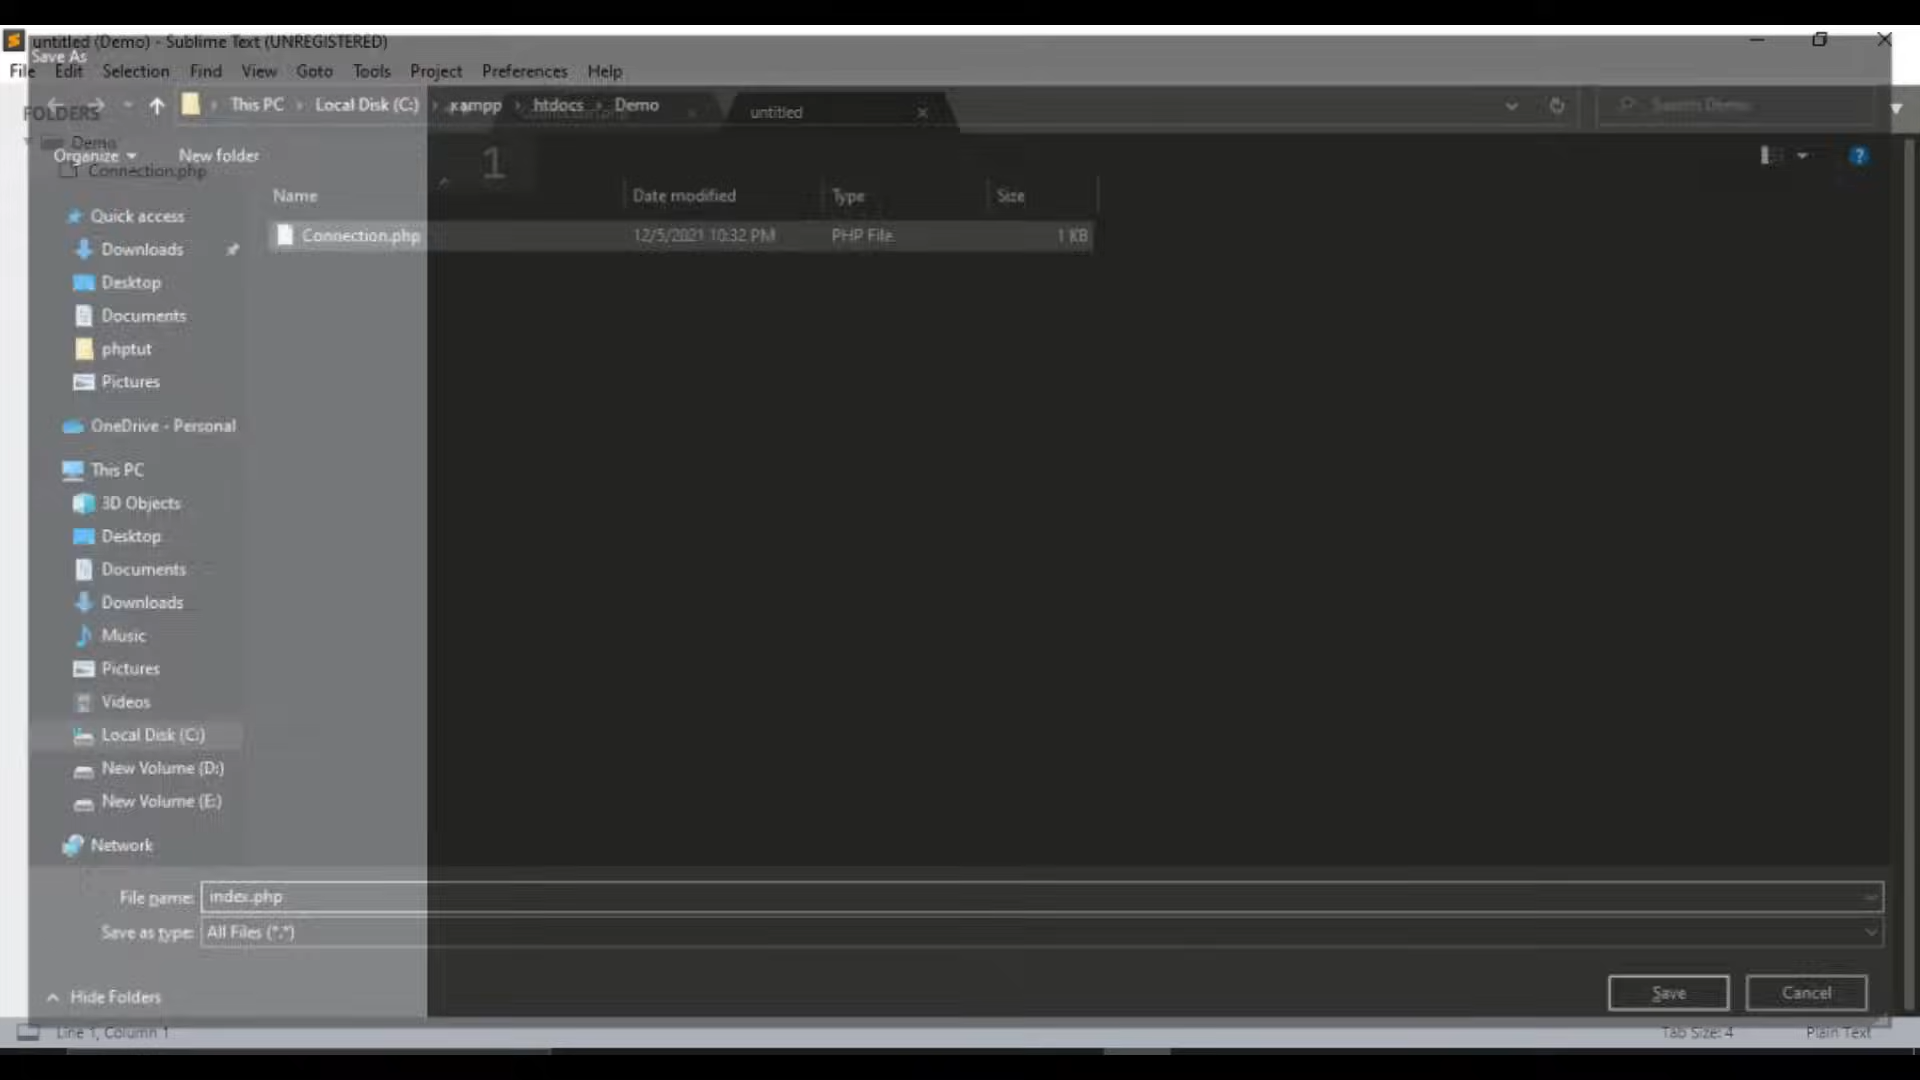 untitled (Demo) - Sublime Text (UNREGISTERED)
Save As
File Edit Selection Find View Goto Tools Project Preferences Help
FOLDERS
This PC Local Disk (C:) xampp htdocs Demo
untitled
Search Demo
Demo
Organize New folder
Connection.php
1
Name Date modified Type Size
Quick access
Connection.php 12/5/2021 10:32 PM PHP File 1 KB
Downloads
Desktop
Documents
phptut
Pictures
OneDrive - Personal
This PC
3D Objects
Desktop
Documents
Downloads
Music
Pictures
Videos
Local Disk (C:)
New Volume (D:)
New Volume (E:)
Network
File name: index.php
Save as type: All Files (*.*)
Save Cancel
Hide Folders
Line 1, Column 1
Tab Size: 4 Plain Text